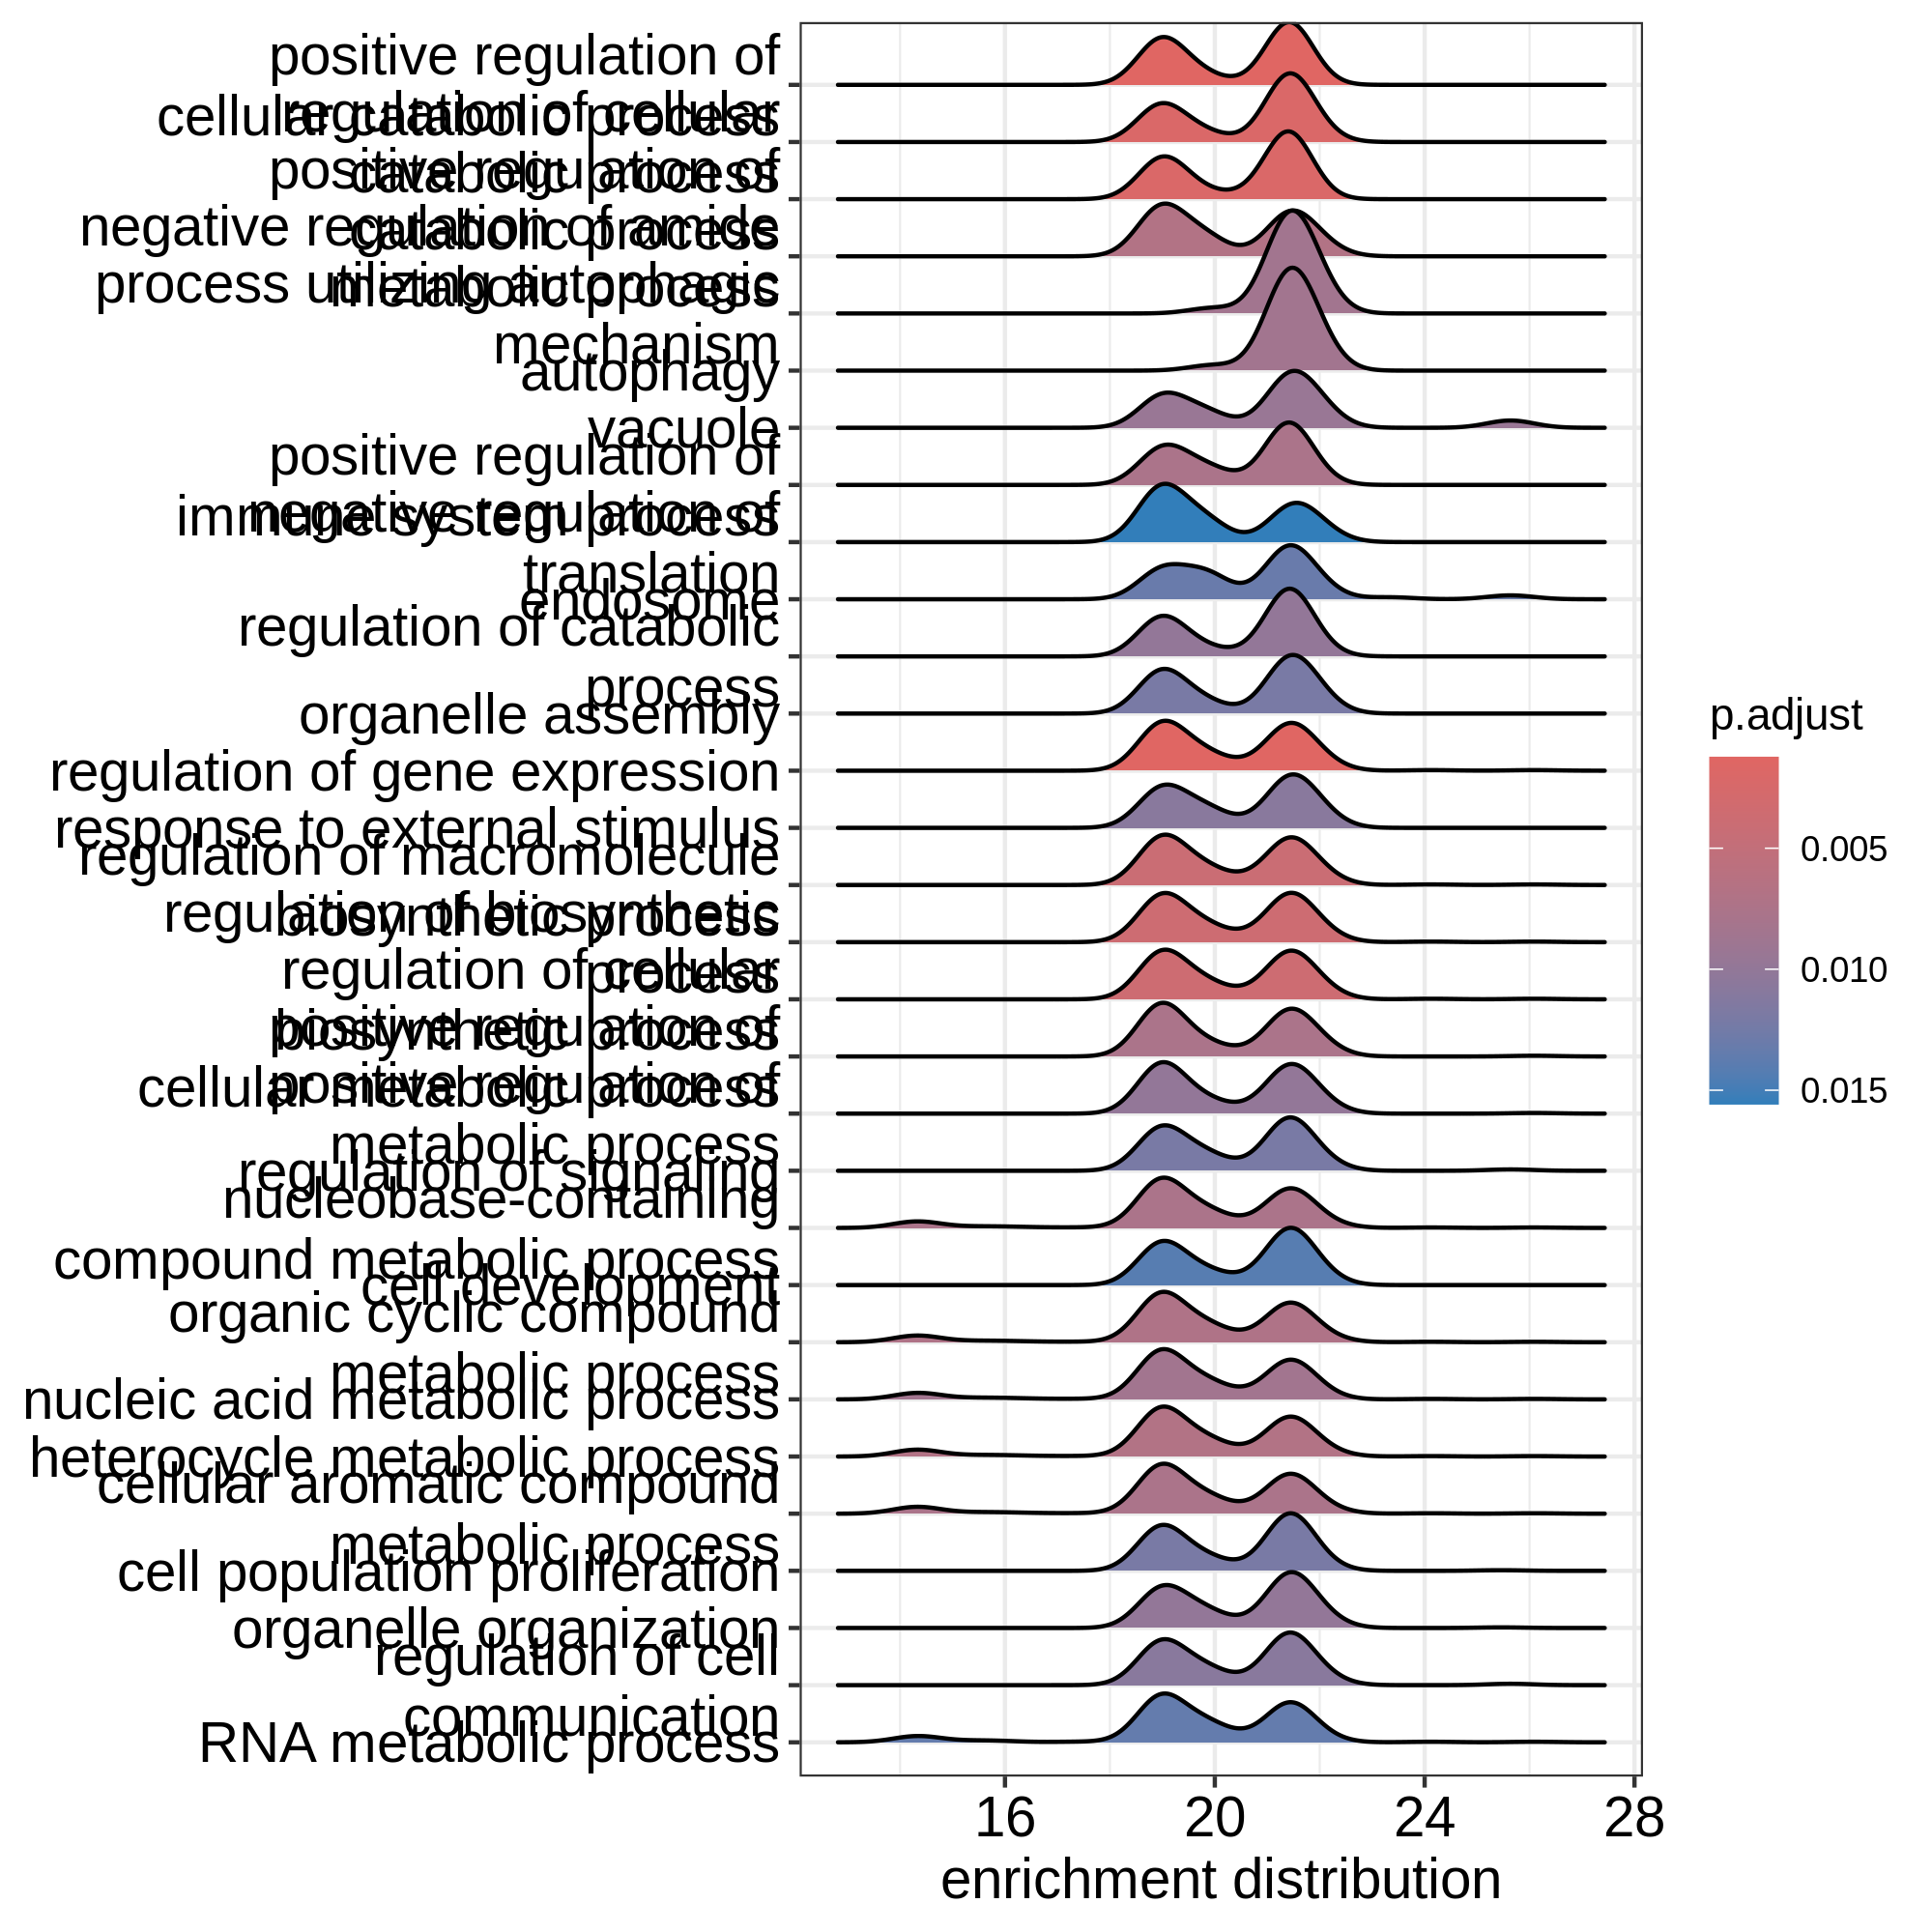 positive regulation of
cellular catabolic process
regulation of cellular
catabolic process
positive regulation of
catabolic process
negative regulation of amide
metabolic process
process utilizing autophagic
mechanism
autophagy
vacuole
positive regulation of
immune system process
negative regulation of
translation
endosome
regulation of catabolic
process
organelle assembly
regulation of gene expression
response to external stimulus
regulation of macromolecule
biosynthetic process
regulation of biosynthetic
process
regulation of cellular
biosynthetic process
positive regulation of
cellular metabolic process
positive regulation of
metabolic process
regulation of signaling
nucleobase-containing
compound metabolic process
cell development
organic cyclic compound
metabolic process
nucleic acid metabolic process
heterocycle metabolic process
cellular aromatic compound
metabolic process
cell population proliferation
organelle organization
regulation of cell
communication
RNA metabolic process
16 20 24 28
enrichment distribution
p.adjust
0.005
0.010
0.015